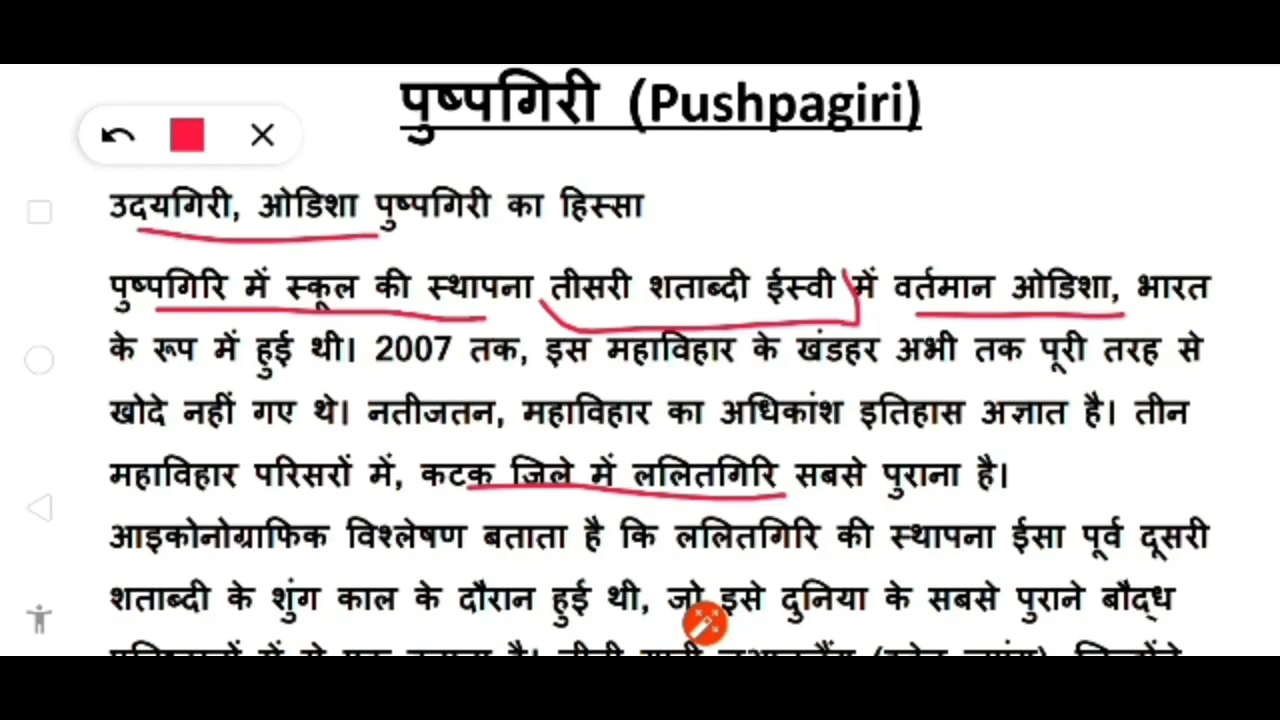 पुष्पगिरी (Pushpagiri)
उदयगिरी, ओडिशा पुष्पगिरी का हिस्सा
पुष्पगिरि में स्कूल की स्थापना तीसरी शताब्दी ईस्वी में वर्तमान ओडिशा, भारत
के रूप में हुई थी। 2007 तक, इस महाविहार के खंडहर अभी तक पूरी तरह से
खोदे नहीं गए थे। नतीजतन, महाविहार का अधिकांश इतिहास अज्ञात है। तीन
महाविहार परिसरों में, कटक जिले में ललितगिरि सबसे पुराना है।
आइकोनोग्राफिक विश्लेषण बताता है कि ललितगिरि की स्थापना ईसा पूर्व दूसरी
शताब्दी के शुंग काल के दौरान हुई थी, जो इसे दुनिया के सबसे पुराने बौद्ध